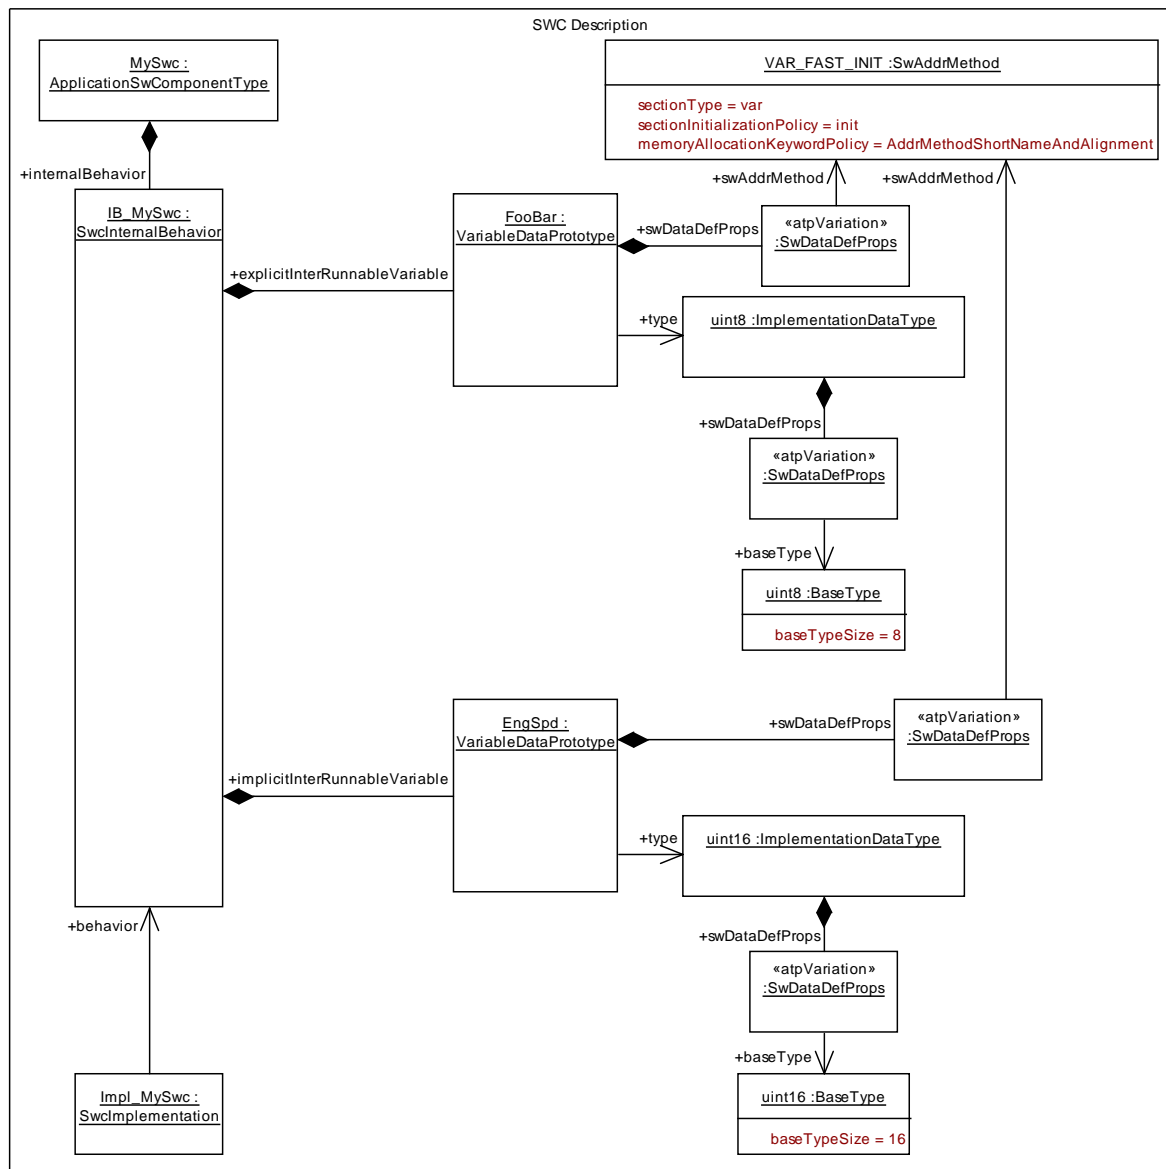 SWC Description
MySwc :
ApplicationSwComponentType
VAR_FAST_INIT :SwAddrMethod
sectionType = var
sectionInitializationPolicy = init
memoryAllocationKeywordPolicy = AddrMethodShortNameAndAlignment
+internalBehavior
+swAddrMethod
+swAddrMethod
IB_MySwc :
SwcInternalBehavior
FooBar :
VariableDataPrototype
+swDataDefProps
«atpVariation»
:SwDataDefProps
+explicitInterRunnableVariable
+type
uint8 :ImplementationDataType
+swDataDefProps
«atpVariation»
:SwDataDefProps
+baseType
uint8 :BaseType
baseTypeSize = 8
EngSpd :
VariableDataPrototype
+swDataDefProps
«atpVariation»
:SwDataDefProps
+implicitInterRunnableVariable
+type
uint16 :ImplementationDataType
+behavior
+swDataDefProps
«atpVariation»
:SwDataDefProps
+baseType
Impl_MySwc :
SwcImplementation
uint16 :BaseType
baseTypeSize = 16